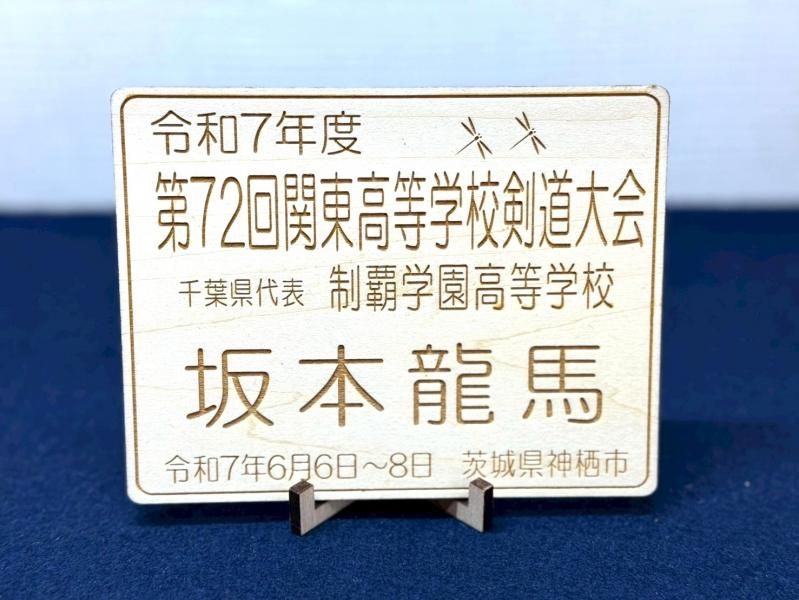 令和7年度
第72回関東高等学校剣道大会
千葉県代表 制覇学園高等学校
坂本龍馬
令和7年6月6日〜8日 茨城県神栖市